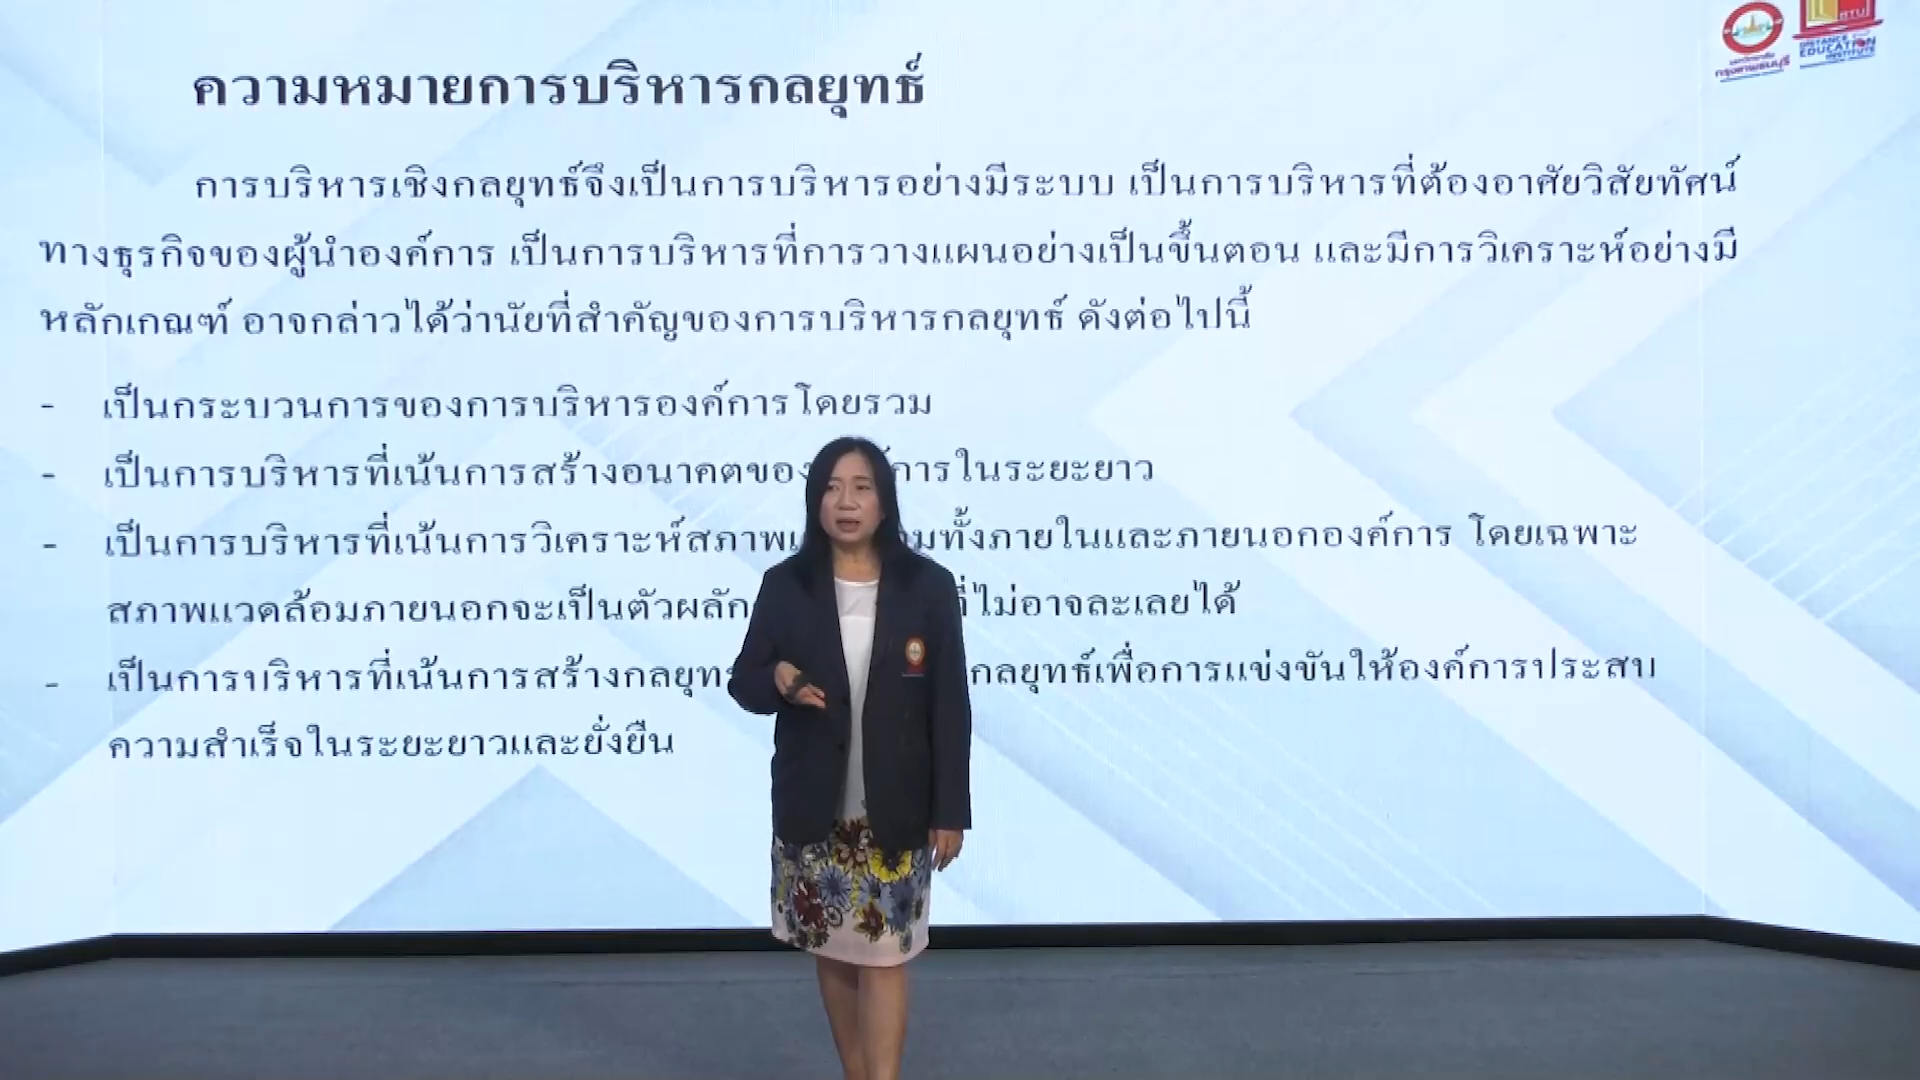 ความหมายการบริหารกลยุทธ์
การบริหารเชิงกลยุทธ์จึงเป็นการบริหารอย่างมีระบบ เป็นการบริหารที่ต้องอาศัยวิสัยทัศน์
ทางธุรกิจของผู้นำองค์การ เป็นการบริหารที่การวางแผนอย่างเป็นขึ้นตอน และมีการวิเคราะห์อย่างมี
หลักเกณฑ์ อาจกล่าวได้ว่านัยที่สำคัญของการบริหารกลยุทธ์ ดังต่อไปนี้
- เป็นกระบวนการของการบริหารองค์การโดยรวม
- เป็นการบริหารที่เน้นการสร้างอนาคตของ การในระยะยาว
- เป็นการบริหารที่เน้นการวิเคราะห์สภาพ ทั้งภายในและภายนอกองค์การ โดยเฉพาะ
สภาพแวดล้อมภายนอกจะเป็นตัวผลัก ที่ไม่อาจละเลยได้
- เป็นการบริหารที่เน้นการสร้าง กลยุทธ์เพื่อการแข่งขันให้องค์การประสบ
ความสำเร็จในระยะยาวและยั่งยืน
มหาวิทยาลัย
กรุงเทพธนบุรี
BTU
DISTANCE
EDUCATION
INSTITUTE